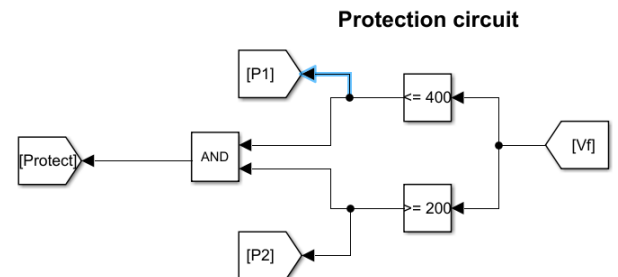 Protection circuit
[P1]
<= 400
[Vf]
[Protect]
AND
>= 200
[P2]